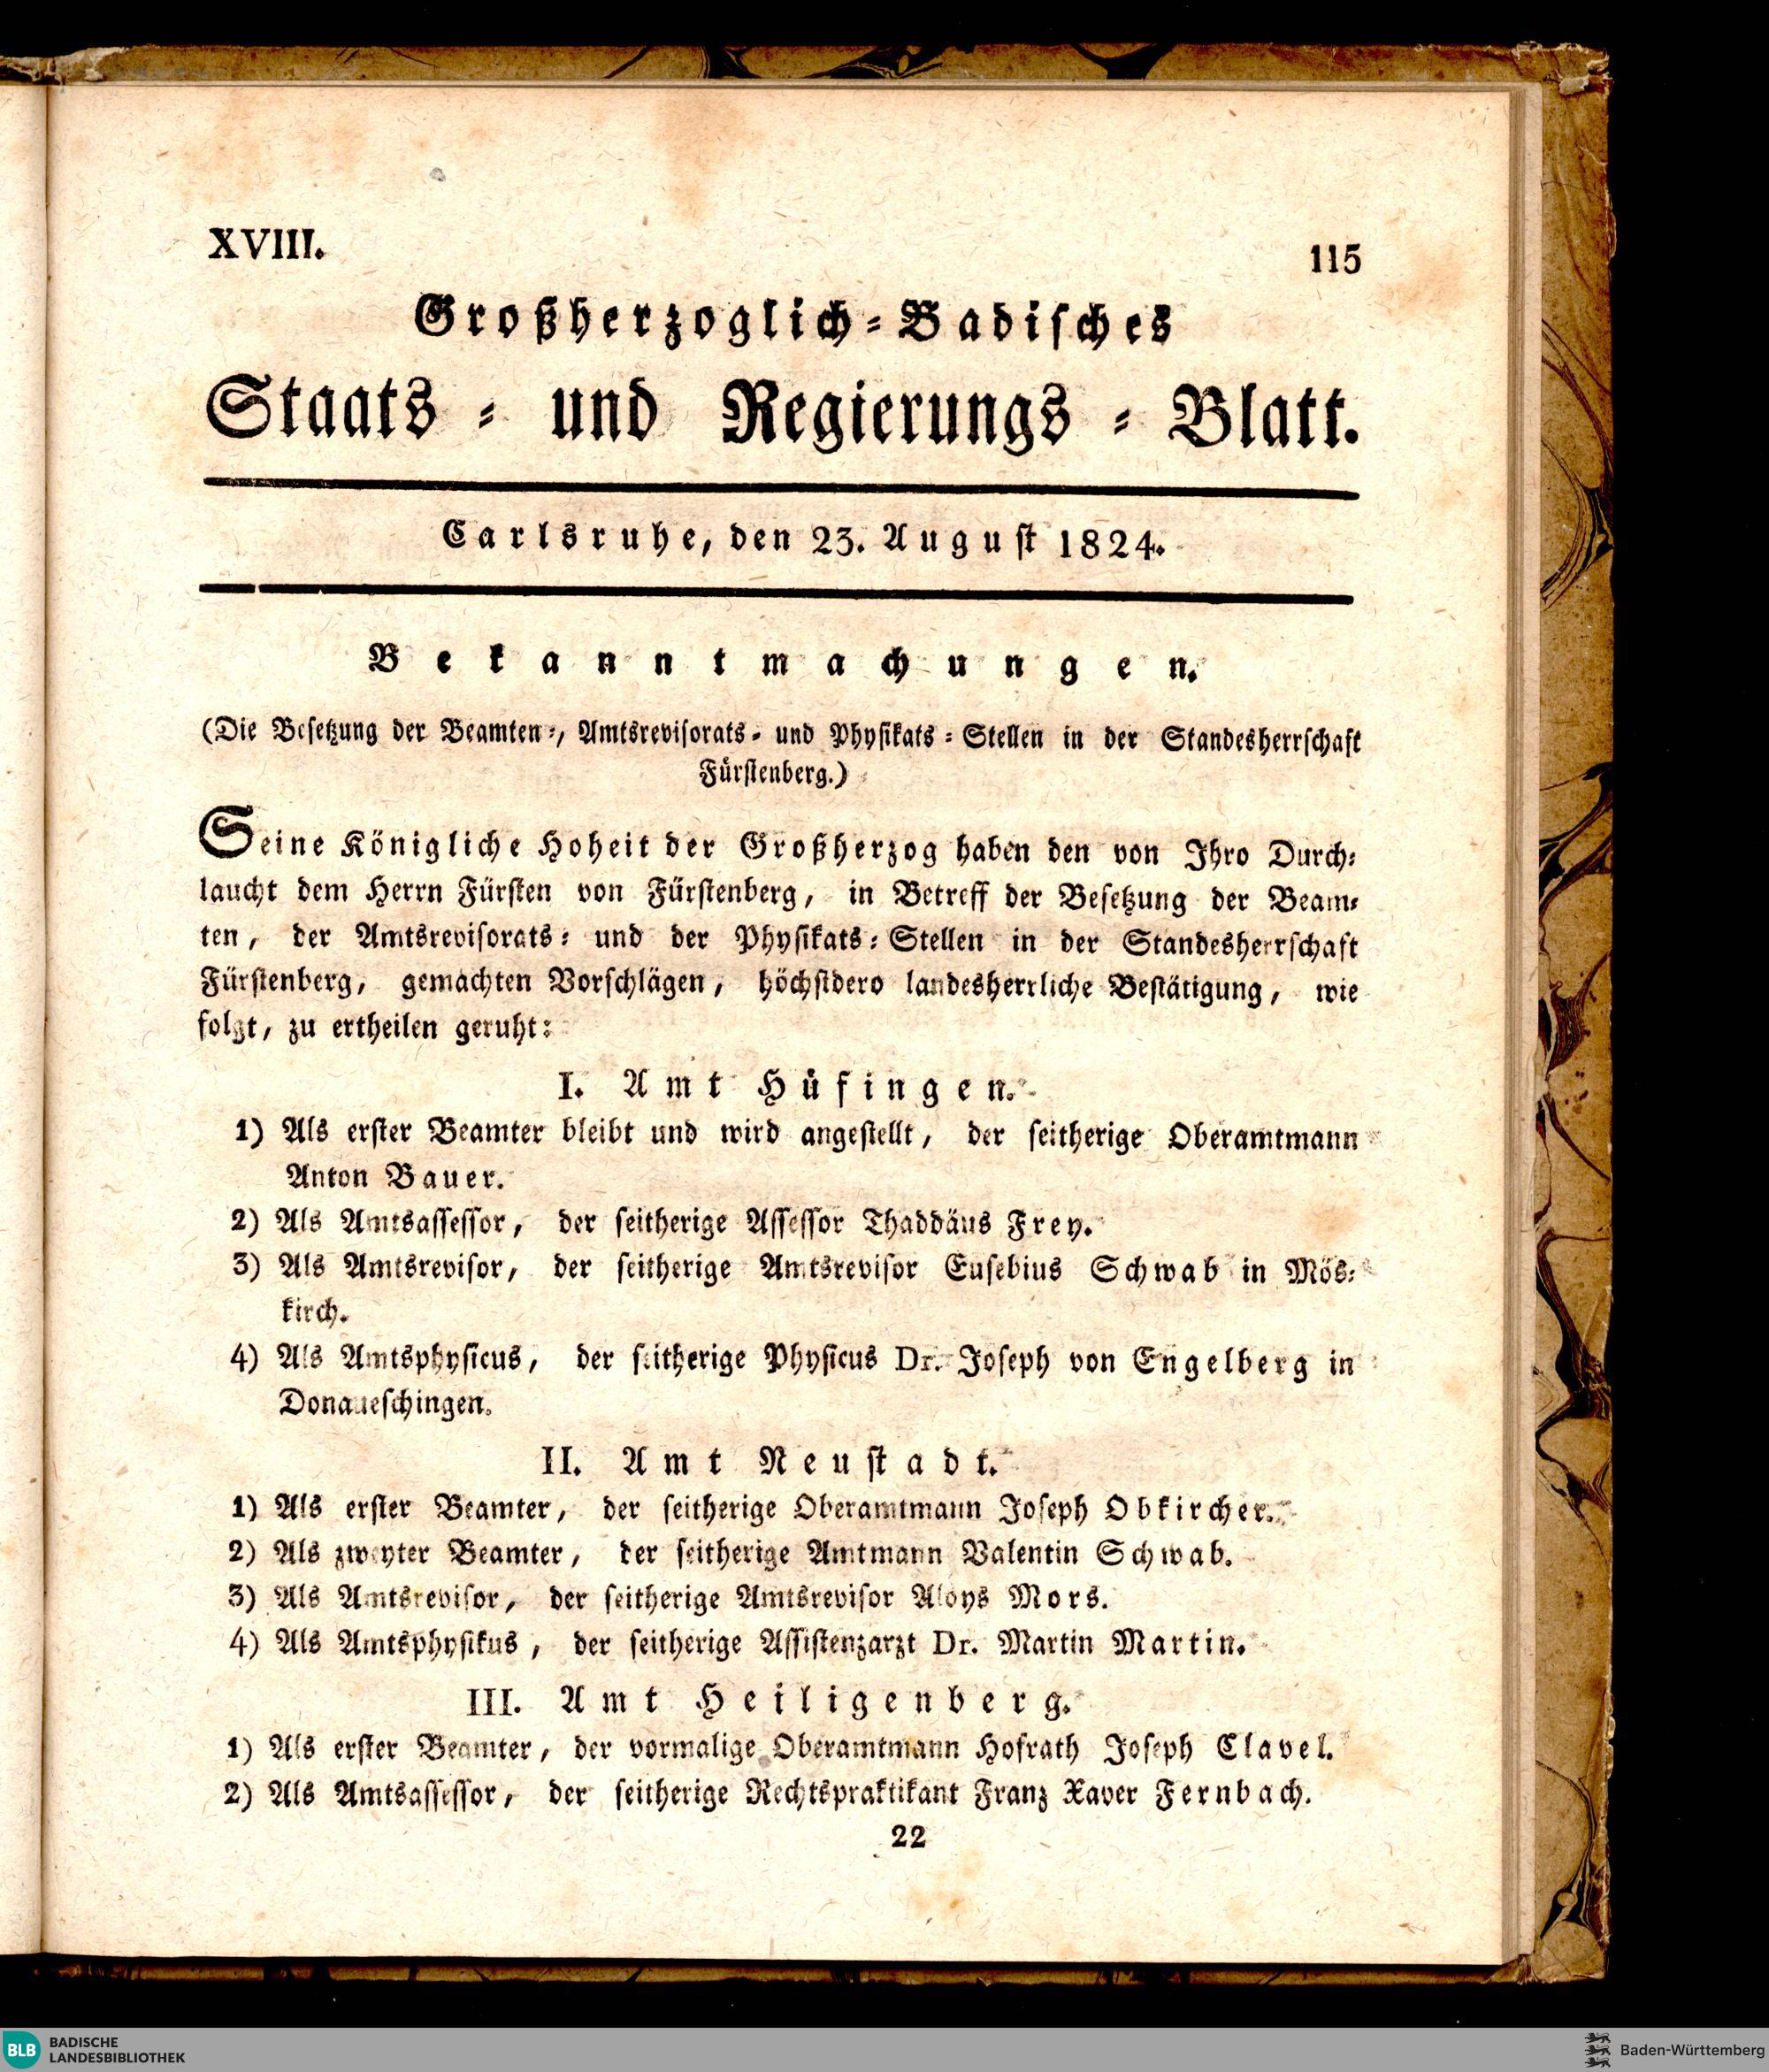 XVIII.
115
Großherzoglich-Badisches
Staats- und Regierungs-Blatt.
Carlsruhe, den 23. August 1824.
Bekanntmachungen.
(Die Besetzung der Beamten-, Amtsrevisorats- und Physikats-Stellen in der Standesherrschaft
Fürstenberg.)
Seine Königliche Hoheit der Großherzog haben den von Ihro Durch-
laucht dem Herrn Fürsten von Fürstenberg, in Betreff der Besetzung der Beam-
ten, der Amtsrevisorats- und der Physikats-Stellen in der Standesherrschaft
Fürstenberg, gemachten Vorschlägen, höchstdero landesherrliche Bestätigung, wie
folgt, zu ertheilen geruht:
I. Amt Hüfingen.
1) Als erster Beamter bleibt und wird angestellt, der seitherige Oberamtmann
Anton Bauer.
2) Als Amtsassessor, der seitherige Assessor Thaddäus Frey.
3) Als Amtsrevisor, der seitherige Amtsrevisor Eusebius Schwab in Mös-
kirch.
4) Als Amtsphysicus, der seitherige Physicus Dr. Joseph von Engelberg in
Donaueschingen.
II. Amt Neustadt.
1) Als erster Beamter, der seitherige Oberamtmann Joseph Obkircher.
2) Als zweyter Beamter, der seitherige Amtmann Valentin Schwab.
3) Als Amtsrevisor, der seitherige Amtsrevisor Aloys Mors.
4) Als Amtsphysikus, der seitherige Assistenzarzt Dr. Martin Martin.
III. Amt Heiligenberg.
1) Als erster Beamter, der vormalige Oberamtmann Hofrath Joseph Clavel.
2) Als Amtsassessor, der seitherige Rechtspraktikant Franz Xaver Fernbach.
22
BLB BADISCHE
LANDESBIBLIOTHEK
Baden-Württemberg